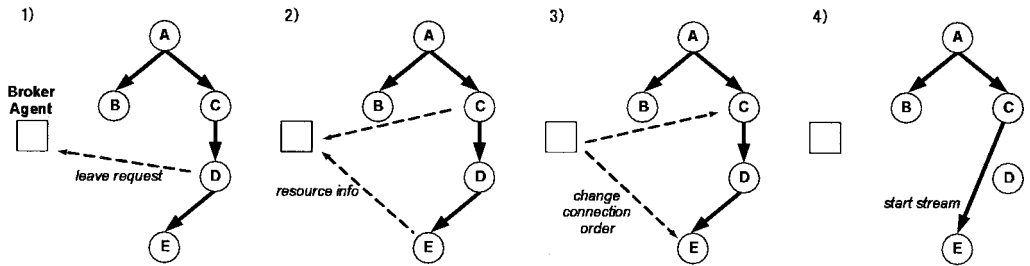 1)
A
B
C
Broker
Agent
leave request
D
E
2)
A
B
C
resource info
D
E
3)
A
B
C
change
connection
order
D
E
4)
A
B
C
D
start stream
E